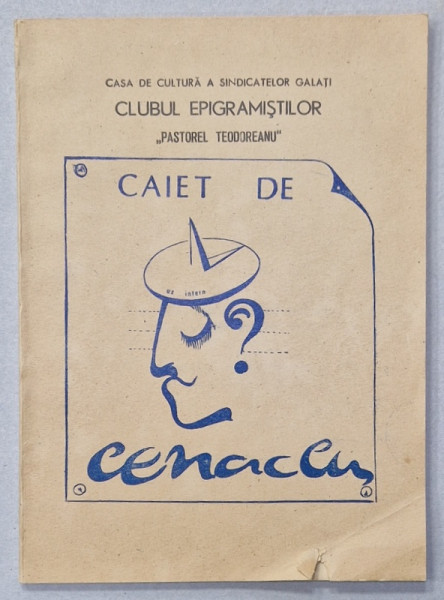 CASA DE CULTURĂ A SINDICATELOR GALAȚI
CLUBUL EPIGRAMIȘTILOR
„PASTOREL TEODOREANU"
CAIET DE
cenaclu